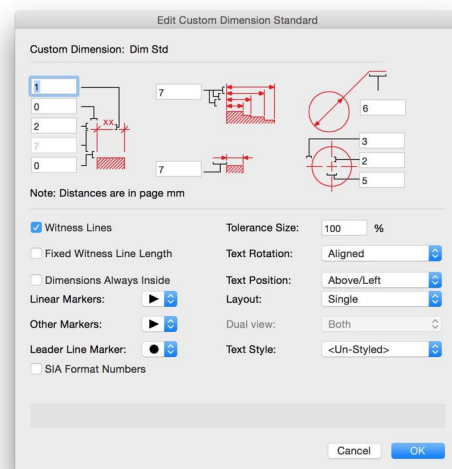 Edit Custom Dimension Standard
Custom Dimension: Dim Std
1
0
2
7
0
xx
7
7
6
3
2
5
Note: Distances are in page mm
Witness Lines
Tolerance Size: 100 %
Fixed Witness Line Length
Text Rotation: Aligned
Dimensions Always Inside
Text Position: Above/Left
Linear Markers:
Layout: Single
Other Markers:
Dual view: Both
Leader Line Marker:
Text Style: <Un-Styled>
SIA Format Numbers
Cancel OK